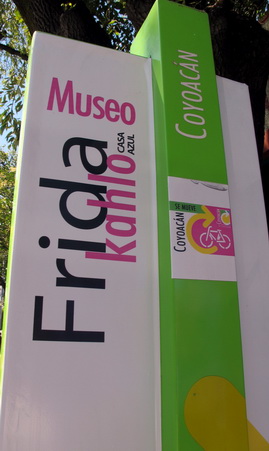 Museo
Frida
Kahlo
CASA
AZUL
COYOACÁN
SE MUEVE
COYOACÁN